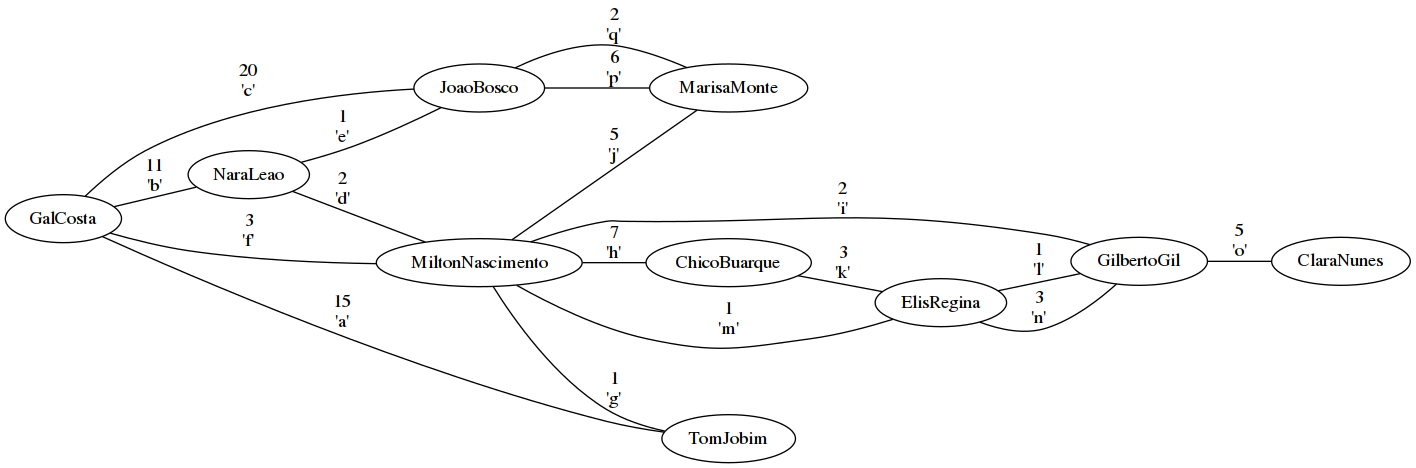 2
'q'
6
'p'
20
'c'
JoaoBosco
MarisaMonte
1
'e'
5
'j'
11
'b'
NaraLeao
2
'd'
2
'i'
GalCosta
3
'f'
7
'h'
1
'l'
5
'o'
MiltonNascimento
ChicoBuarque
3
'k'
GilbertoGil
ClaraNunes
ElisRegina
15
'a'
1
'm'
3
'n'
1
'g'
TomJobim